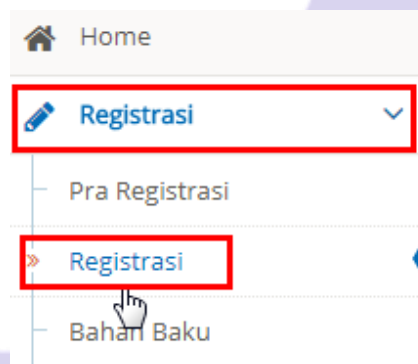 Home
Registrasi
Pra Registrasi
Registrasi
Bahan Baku